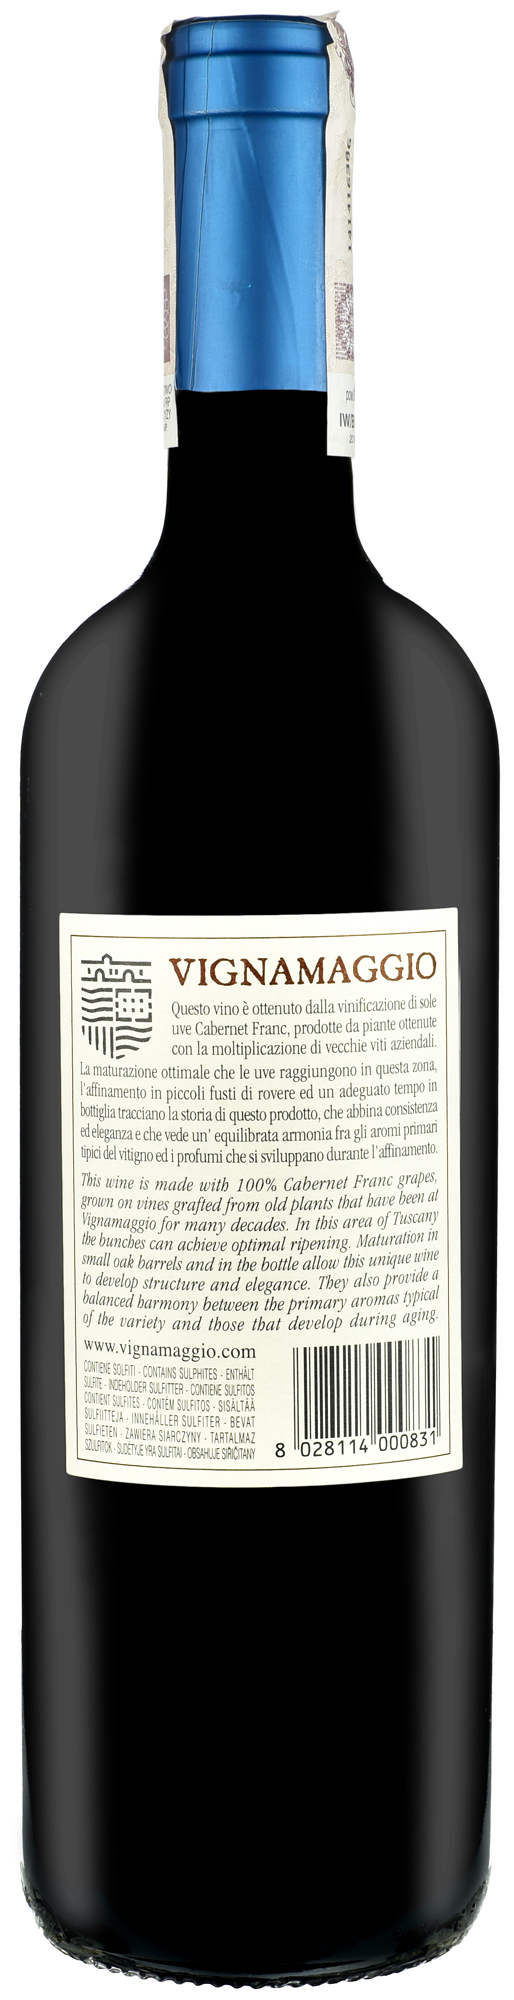 141416396
IW/B
VIGNAMAGGIO
Questo vino è ottenuto dalla vinificazione di sole
uve Cabernet Franc, prodotte da piante ottenute
con la moltiplicazione di vecchie viti aziendali.
La maturazione ottimale che le uve raggiungono in questa zona,
l'affinamento in piccoli fusti di rovere ed un adeguato tempo in
bottiglia tracciano la storia di questo prodotto, che abbina consistenza
ed eleganza e che vede un' equilibrata armonia fra gli aromi primari
tipici del vitigno ed i profumi che si sviluppano durante l'affinamento.
This wine is made with 100% Cabernet Franc grapes,
grown on vines grafted from old plants that have been at
Vignamaggio for many decades. In this area of Tuscany
the bunches can achieve optimal ripening. Maturation in
small oak barrels and in the bottle allow this unique wine
to develop structure and elegance. They also provide a
balanced harmony between the primary aromas typical
of the variety and those that develop during aging.
www.vignamaggio.com
CONTIENE SOLFITI - CONTAINS SULPHITES - ENTHÄLT
SULFITE - INDEHOLDER SULFITTER - CONTIENE SULFITOS
CONTIENT SULFITES - CONTÉM SULFITOS - SISÄLTÄÄ
SULFIITTEJA - INNEHÅLLER SULFITER - BEVAT
SULFIETEN - ZAWIERA SIARCZYNY - TARTALMAZ
SZULFITOK - SUDĖTYJE YRA SULFITAI - OBSAHUJE SIŘIČITANY
8 028114 000831